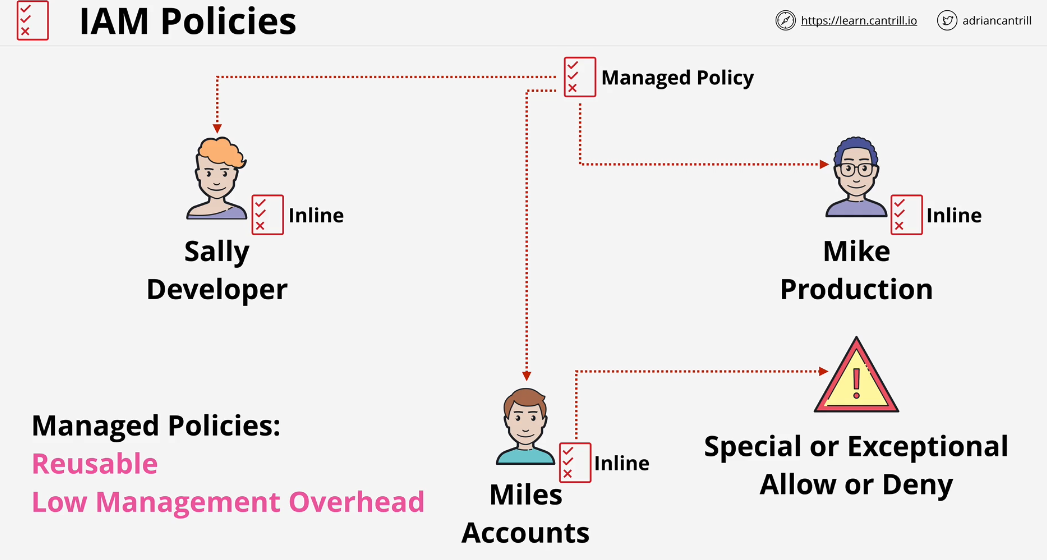 IAM Policies
https://learn.cantrill.io
adriancantrill
Managed Policy
Inline
Sally
Developer
Inline
Mike
Production
Managed Policies:
Reusable
Low Management Overhead
Inline
Miles
Accounts
Special or Exceptional
Allow or Deny